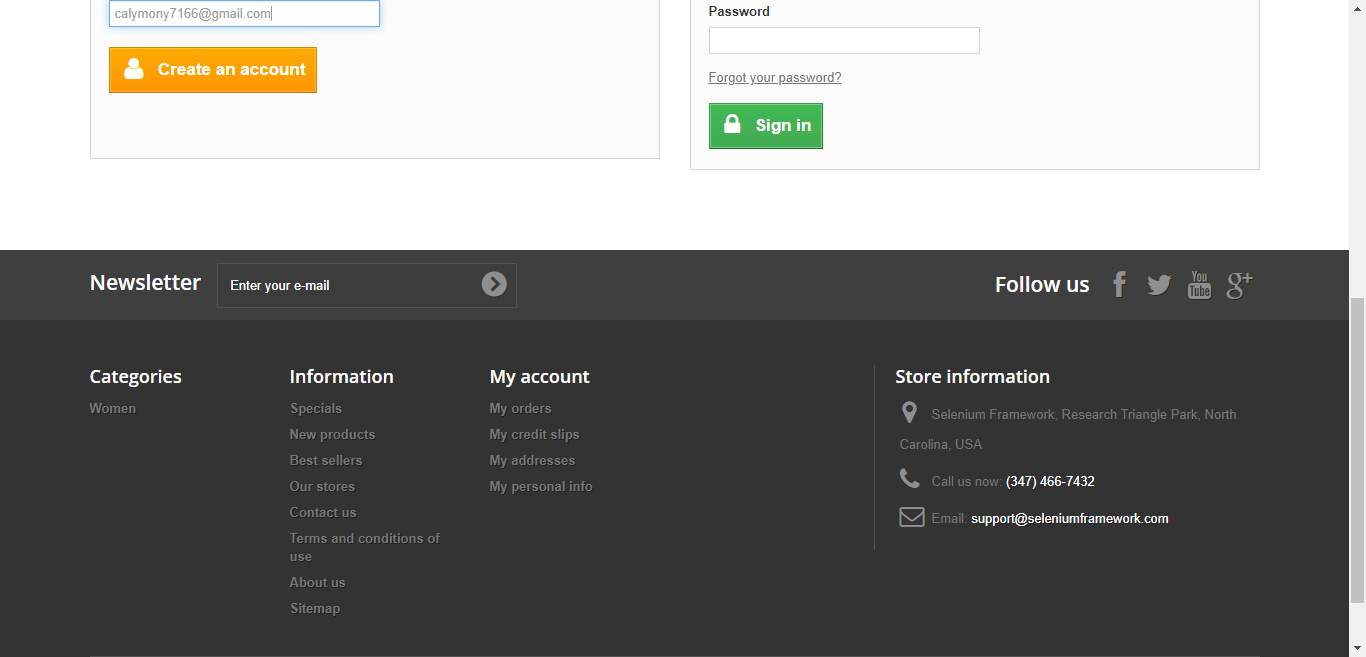 calymony7166@gmail.com
Create an account
Password
Forgot your password?
Sign in
Newsletter
Enter your e-mail
Follow us
f
You
Tube
g+
Categories
Women
Information
Specials
New products
Best sellers
Our stores
Contact us
Terms and conditions of
use
About us
Sitemap
My account
My orders
My credit slips
My addresses
My personal info
Store information
Selenium Framework, Research Triangle Park, North
Carolina, USA
Call us now: (347) 466-7432
Email: support@seleniumframework.com